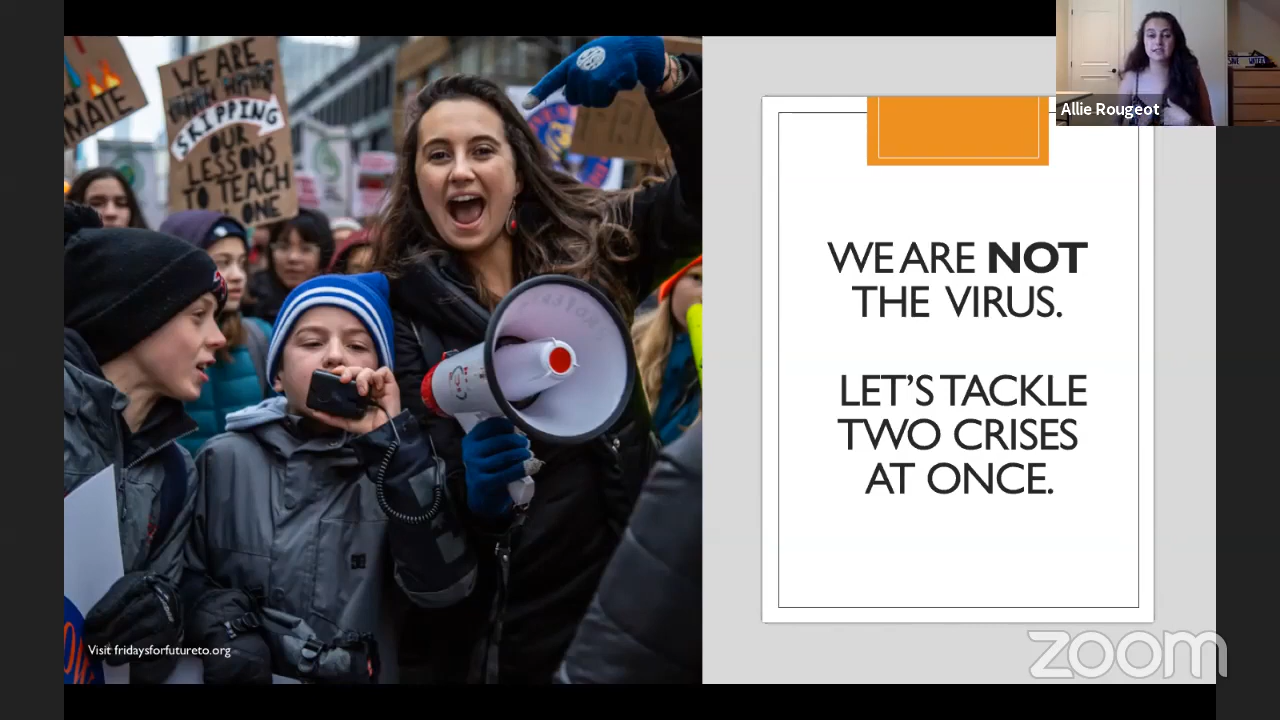 MATE
WE ARE
SKIPPING
OUR
LESSONS
TO TEACH
ONE
Allie Rougeot
WE ARE NOT
THE VIRUS.
LET'S TACKLE
TWO CRISES
AT ONCE.
Visit fridaysforfutureto.org
zoom